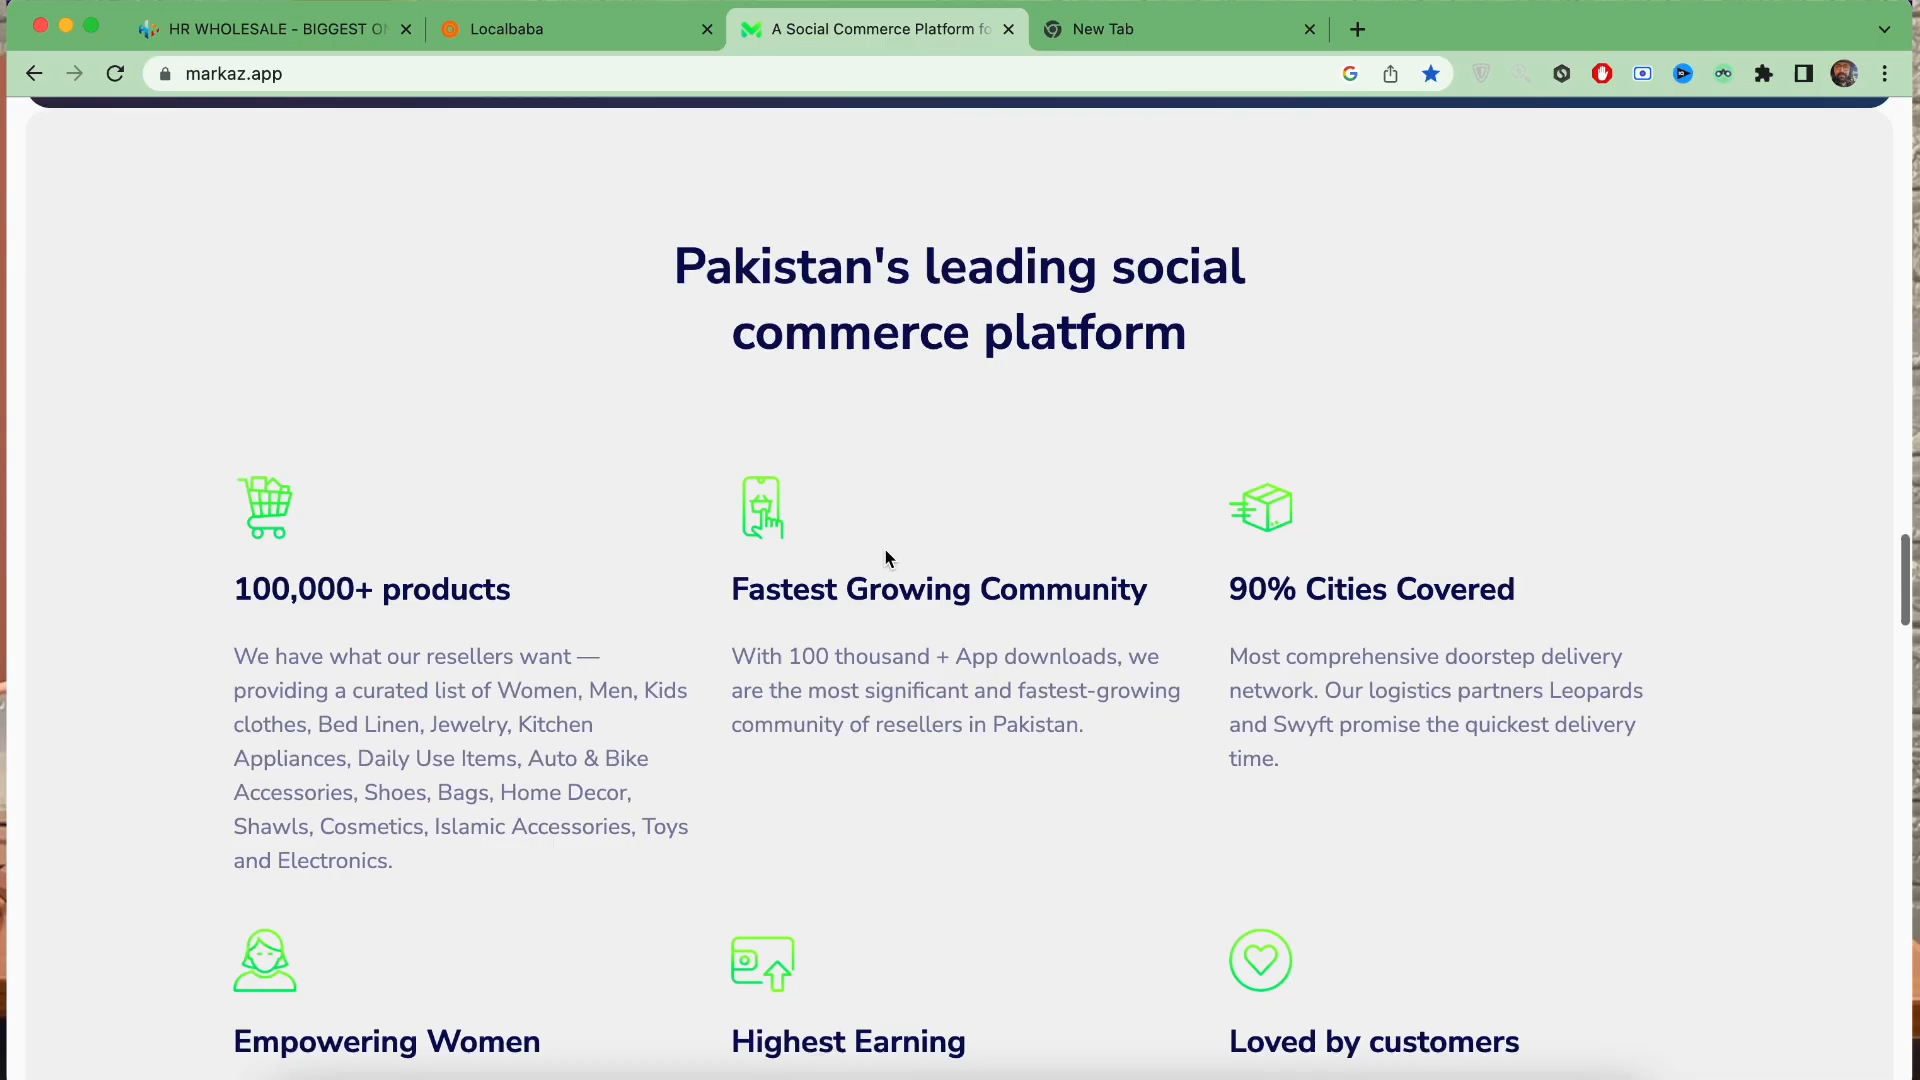 HR WHOLESALE - BIGGEST ON
Localbaba
A Social Commerce Platform fo
New Tab
markaz.app
Pakistan's leading social
commerce platform
100,000+ products
We have what our resellers want —
providing a curated list of Women, Men, Kids
clothes, Bed Linen, Jewelry, Kitchen
Appliances, Daily Use Items, Auto & Bike
Accessories, Shoes, Bags, Home Decor,
Shawls, Cosmetics, Islamic Accessories, Toys
and Electronics.
Fastest Growing Community
With 100 thousand + App downloads, we
are the most significant and fastest-growing
community of resellers in Pakistan.
90% Cities Covered
Most comprehensive doorstep delivery
network. Our logistics partners Leopards
and Swyft promise the quickest delivery
time.
Empowering Women
Highest Earning
Loved by customers